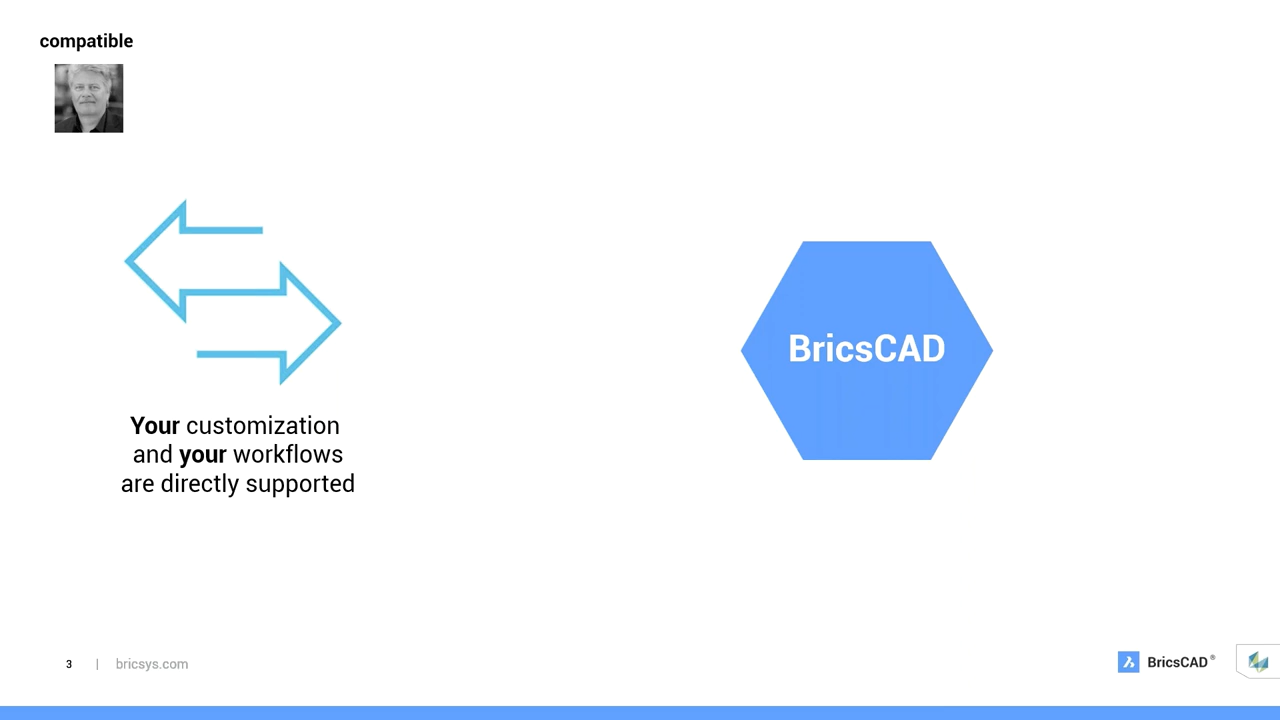 compatible
Your customization
and your workflows
are directly supported
BricsCAD
3 | bricsys.com
BricsCAD®